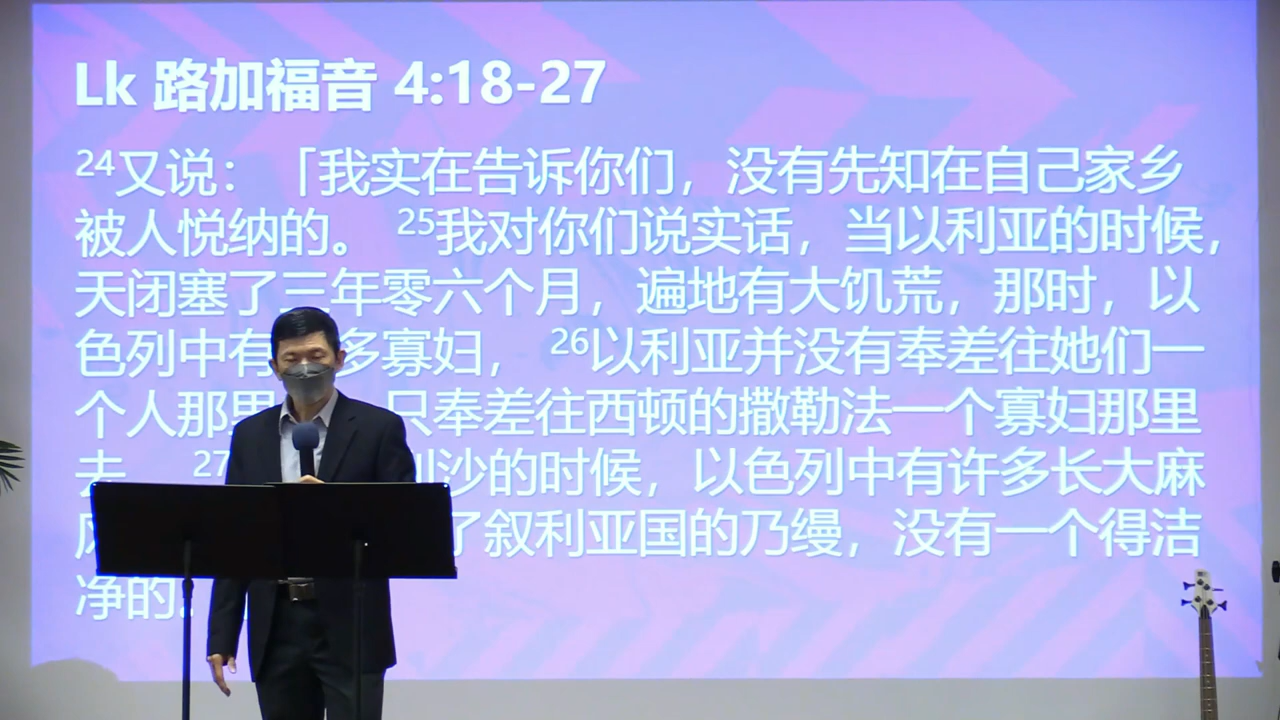 Lk 路加福音 4:18-27
24又说：「我实在告诉你们，没有先知在自己家乡
被人悦纳的。 25我对你们说实话，当以利亚的时候，
天闭塞了三年零六个月，遍地有大饥荒，那时，以
色列中有多寡妇， 26以利亚并没有奉差往她们一
个人那里只奉差往西顿的撒勒法一个寡妇那里
去 27沙的时候，以色列中有许多长大麻
了叙利亚国的乃缦，没有一个得洁
净的